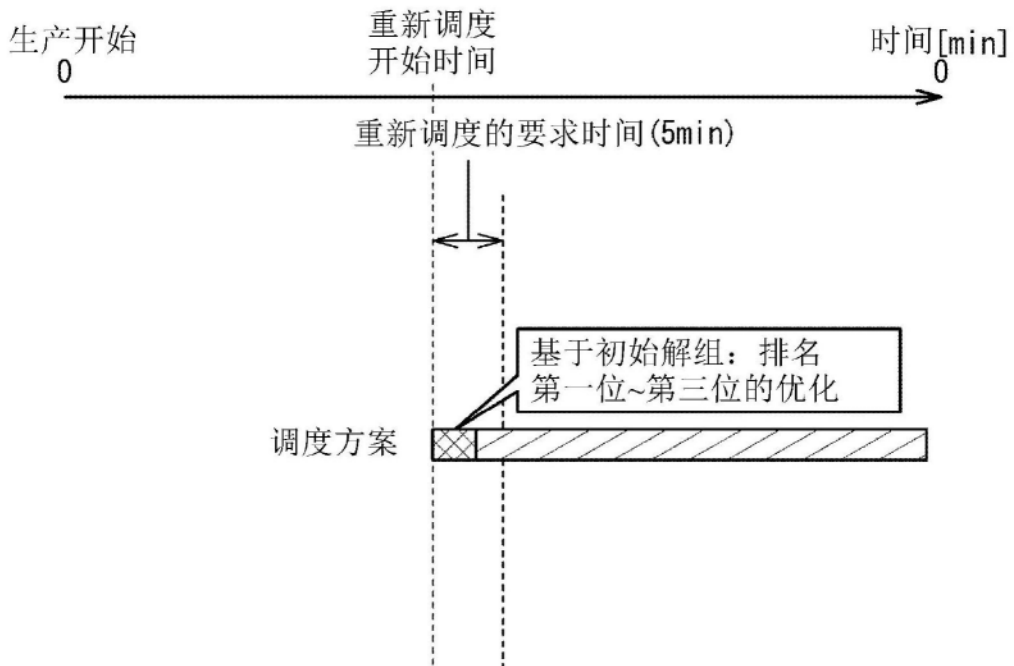 生产开始
0
重新调度
开始时间
时间[min]
0
重新调度的要求时间(5min)
基于初始解组：排名
第一位~第三位的优化
调度方案